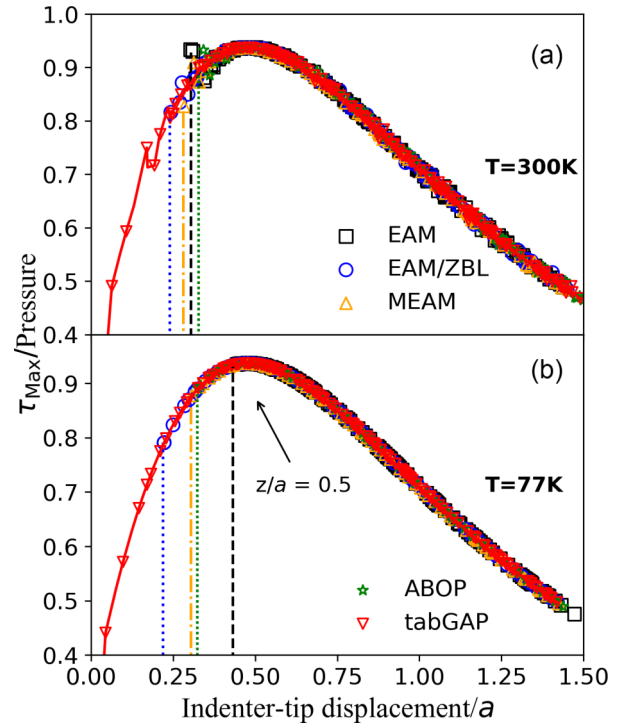 1.0
0.9
0.8
0.7
0.6
0.5
0.4
(a)
T=300K
EAM
EAM/ZBL
MEAM
τMax/Pressure
0.9
0.8
0.7
0.6
0.5
0.4
(b)
z/a = 0.5
T=77K
ABOP
tabGAP
0.00 0.25 0.50 0.75 1.00 1.25 1.50
Indenter-tip displacement/a